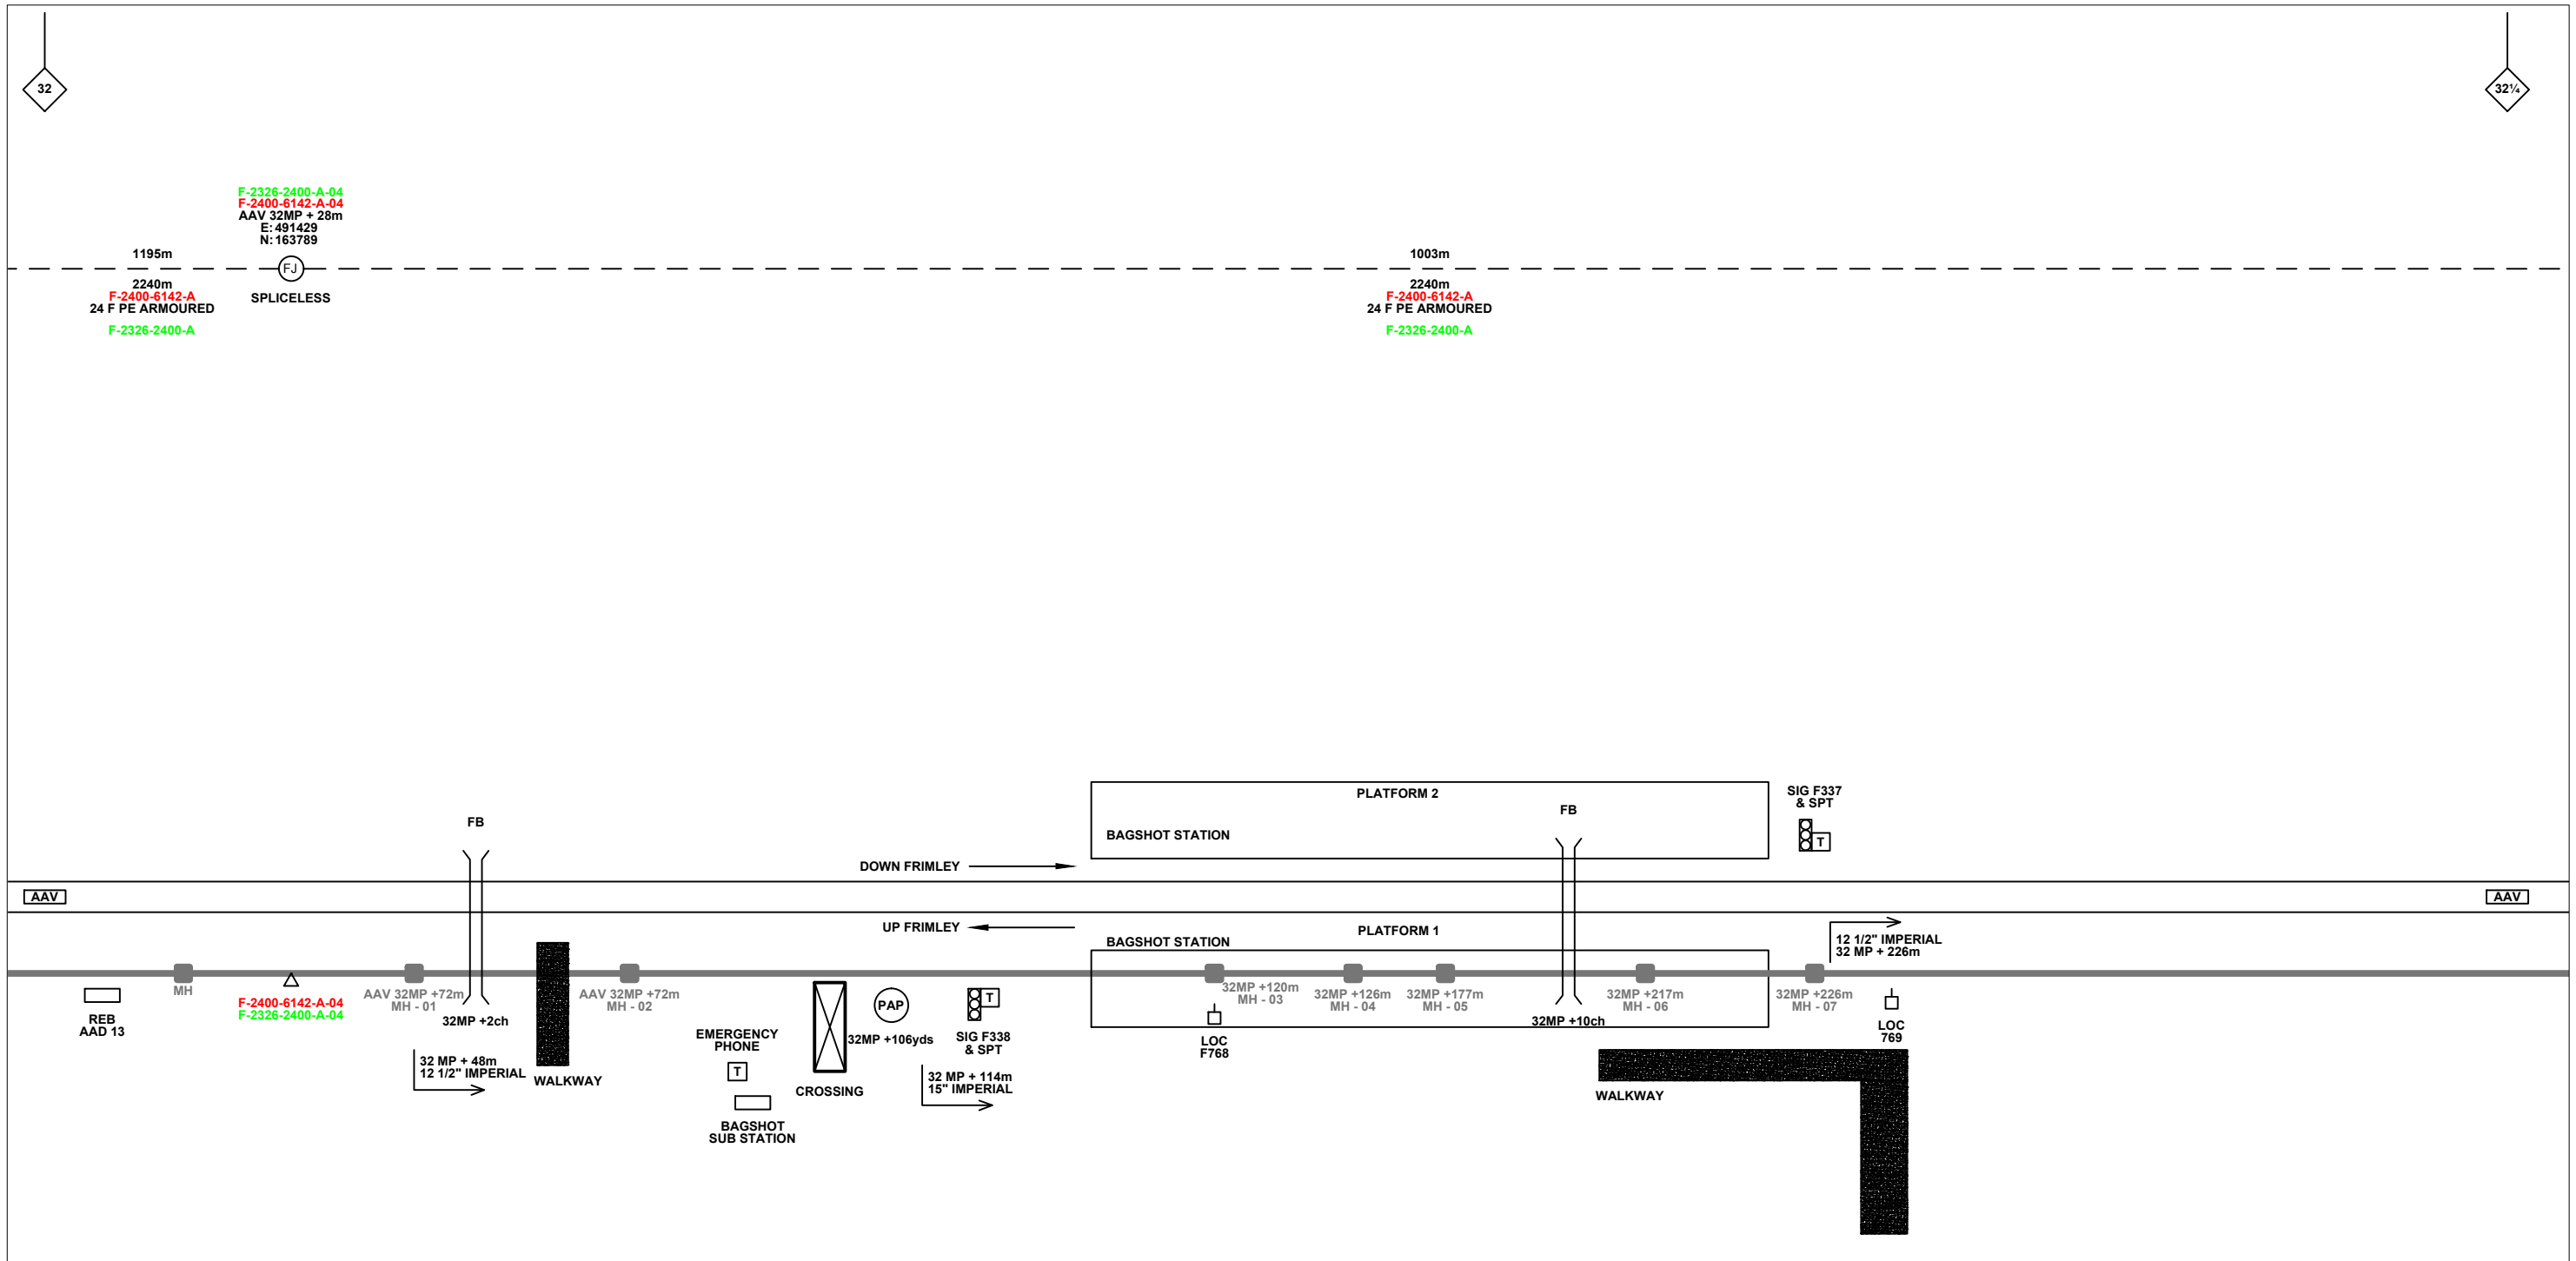 32
32¼
F-2326-2400-A-04
F-2400-6142-A-04
AAV 32MP + 28m
E: 491429
N: 163789
1195m
FJ
1003m
2240m
F-2400-6142-A
24 F PE ARMOURED
F-2326-2400-A
SPLICELESS
2240m
F-2400-6142-A
24 F PE ARMOURED
F-2326-2400-A
PLATFORM 2
BAGSHOT STATION
FB
SIG F337
& SPT
T
FB
DOWN FRIMLEY
AAV
AAV
UP FRIMLEY
PLATFORM 1
BAGSHOT STATION
12 1/2" IMPERIAL
32 MP + 226m
MH
REB
AAD 13
F-2400-6142-A-04
F-2326-2400-A-04
AAV 32MP +72m
MH - 01
32MP +2ch
32 MP + 48m
12 1/2" IMPERIAL
WALKWAY
AAV 32MP +72m
MH - 02
EMERGENCY
PHONE
T
BAGSHOT
SUB STATION
CROSSING
PAP
32MP +106yds
T
SIG F338
& SPT
32 MP + 114m
15" IMPERIAL
32MP +120m
MH - 03
LOC
F768
32MP +126m
MH - 04
32MP +177m
MH - 05
32MP +10ch
32MP +217m
MH - 06
32MP +226m
MH - 07
LOC
769
WALKWAY